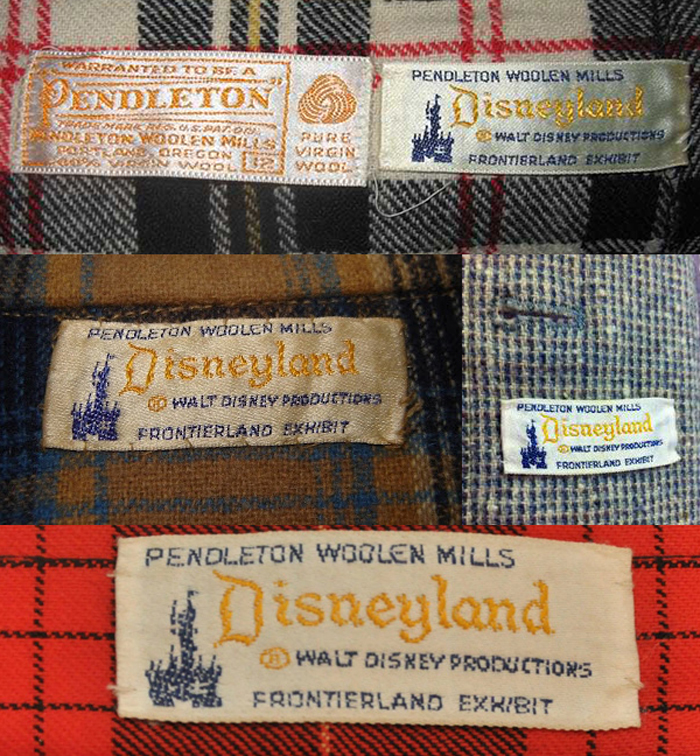 WARRANTED TO BE A
PENDLETON®
TRADE MARK REG. U.S. PAT. OFF.
PENDLETON WOOLEN MILLS
PORTLAND, OREGON 12
100% VIRGIN WOOL
PURE
VIRGIN
WOOL
PENDLETON WOOLEN MILLS
Disneyland
© WALT DISNEY PRODUCTIONS
FRONTIERLAND EXHIBIT
PENDLETON WOOLEN MILLS
Disneyland
© WALT DISNEY PRODUCTIONS
FRONTIERLAND EXHIBIT
PENDLETON WOOLEN MILLS
Disneyland
© WALT DISNEY PRODUCTIONS
FRONTIERLAND EXHIBIT
PENDLETON WOOLEN MILLS
Disneyland
® WALT DISNEY PRODUCTIONS
FRONTIERLAND EXHIBIT